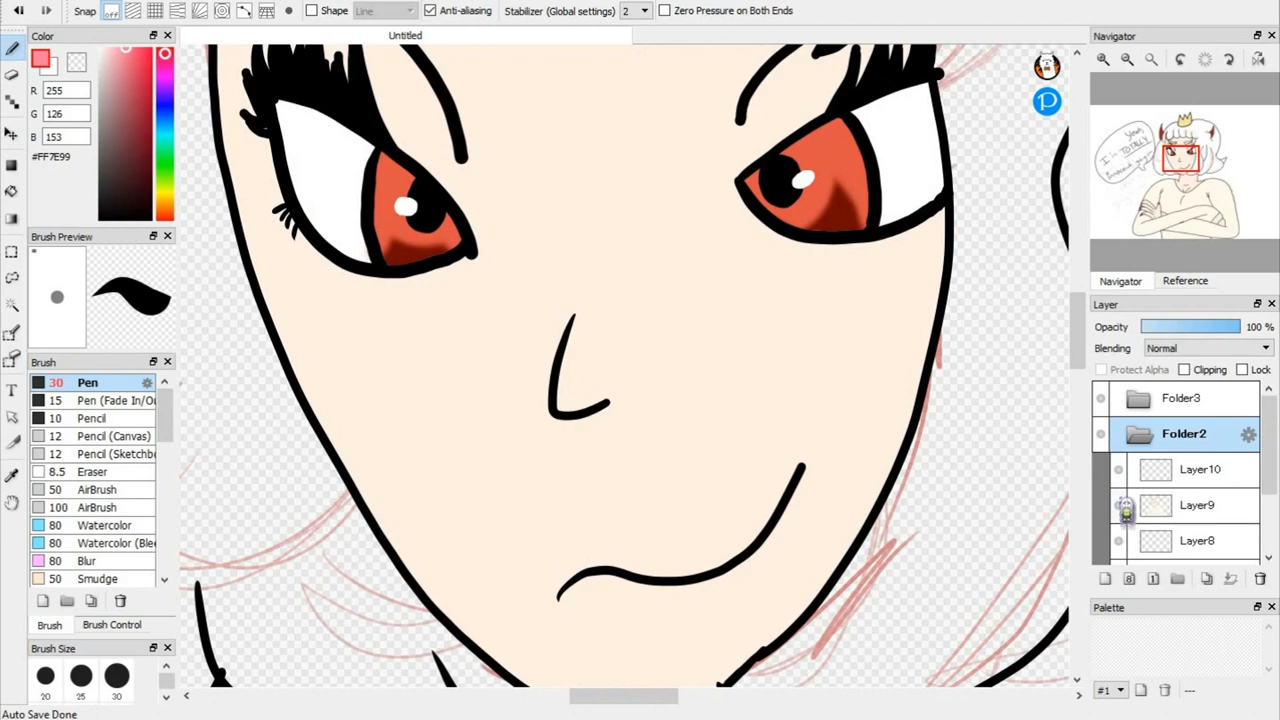 Snap off Shape Line Anti-aliasing Stabilizer (Global settings) 2 Zero Pressure on Both Ends
Color
Untitled
Navigator
R 255
G 126
B 153
#FF7E99
Brush Preview
Navigator Reference
Layer
Opacity 100 %
Blending Normal
Protect Alpha Clipping Lock
Brush
30 Pen
15 Pen (Fade In/Ou
10 Pencil
12 Pencil (Canvas)
12 Pencil (Sketchb
8.5 Eraser
50 AirBrush
100 AirBrush
80 Watercolor
80 Watercolor (Blee
80 Blur
50 Smudge
Folder3
Folder2
Layer10
Layer9
Layer8
Brush Brush Control
Brush Size
20 25 30
Palette
#1 ---
Auto Save Done